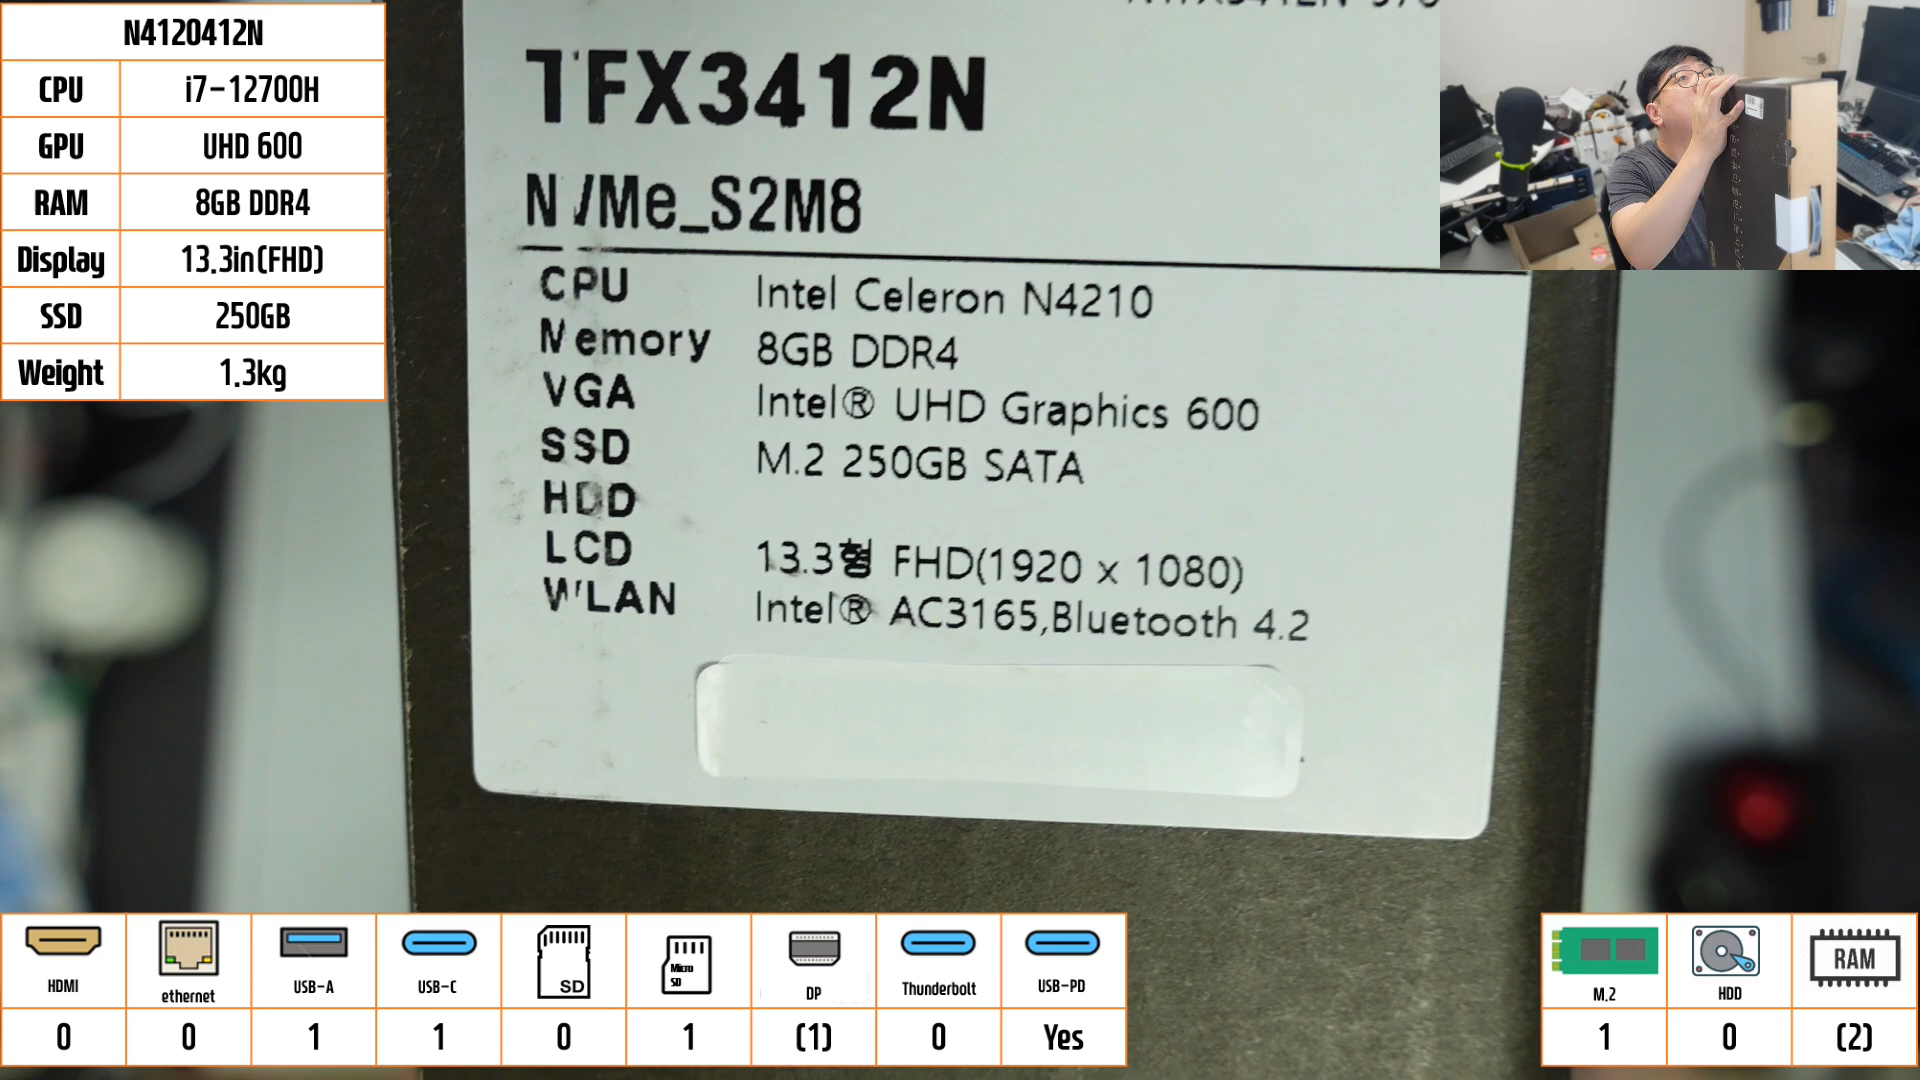 N4120412N
CPU i7-12700H
GPU UHD 600
RAM 8GB DDR4
Display 13.3in(FHD)
SSD 250GB
Weight 1.3kg
TFX3412N
NVMe_S2M8
CPU Intel Celeron N4210
Memory 8GB DDR4
VGA Intel® UHD Graphics 600
SSD M.2 250GB SATA
HDD
LCD 13.3형 FHD(1920 x 1080)
WLAN Intel® AC3165,Bluetooth 4.2
HDMI ethernet USB-A USB-C SD Micro SD DP Thunderbolt USB-PD
0 0 1 1 0 1 (1) 0 Yes
M.2 HDD RAM
1 0 (2)